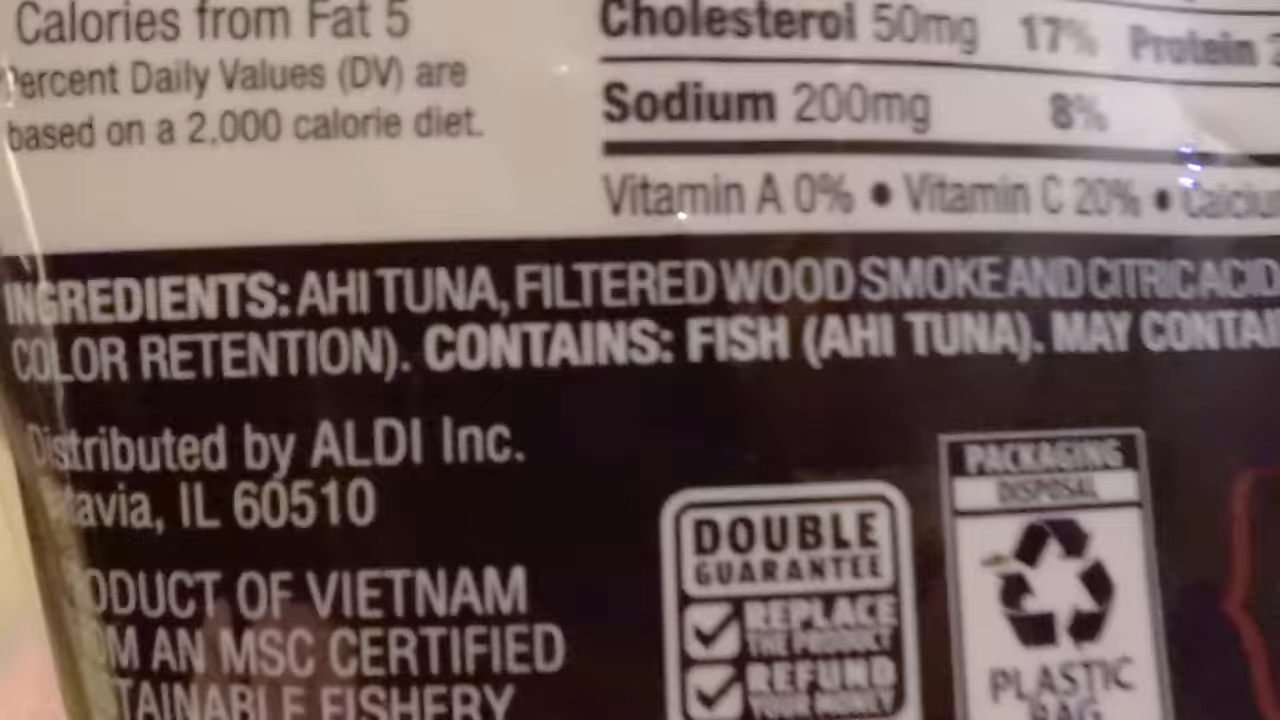 Calories from Fat 5
Percent Daily Values (DV) are
based on a 2,000 calorie diet.
Cholesterol 50mg 17% Protein
Sodium 200mg 8%
Vitamin A 0% • Vitamin C 20% • Calciu
INGREDIENTS: AHI TUNA, FILTERED WOOD SMOKE AND CITRIC ACID
COLOR RETENTION). CONTAINS: FISH (AHI TUNA). MAY CONTAI
Distributed by ALDI Inc.
tavia, IL 60510
ODUCT OF VIETNAM
OM AN MSC CERTIFIED
TAINABLE FISHERY
DOUBLE
GUARANTEE
REPLACE
THE PRODUCT
REFUND
YOUR MONEY
PACKAGING
DISPOSAL
PLASTIC
BAG